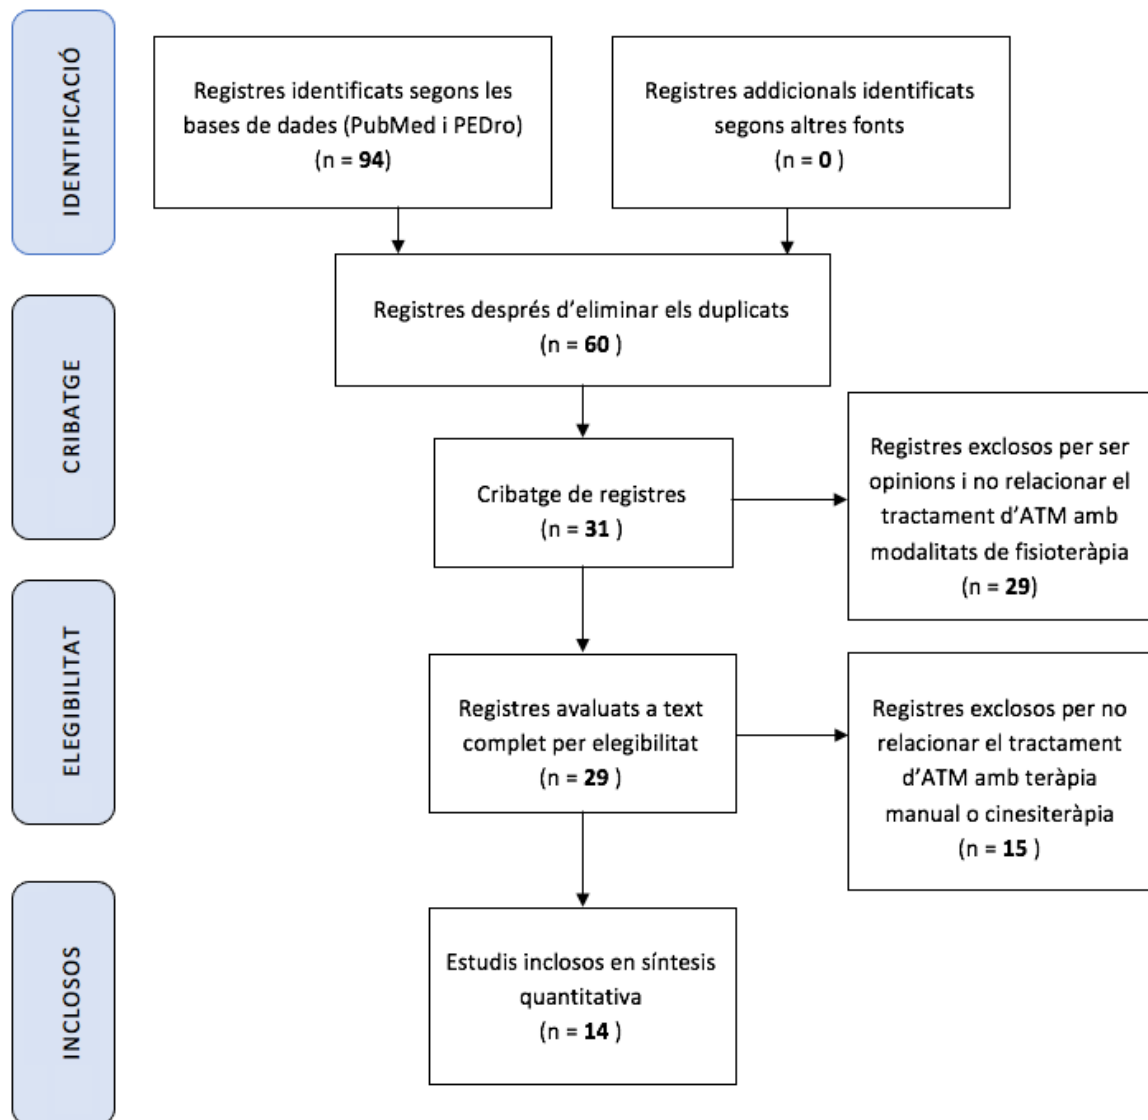 IDENTIFICACIÓ
Registres identificats segons les
bases de dades (PubMed i PEDro)
(n = 94)
Registres addicionals identificats
segons altres fonts
(n = 0 )
Registres després d’eliminar els duplicats
(n = 60 )
CRIBATGE
Cribatge de registres
(n = 31 )
Registres exclosos per ser
opinions i no relacionar el
tractament d’ATM amb
modalitats de fisioteràpia
(n = 29)
ELEGIBILITAT
Registres avaluats a text
complet per elegibilitat
(n = 29 )
Registres exclosos per no
relacionar el tractament
d’ATM amb teràpia
manual o cinesiteràpia
(n = 15 )
INCLOSOS
Estudis inclosos en síntesis
quantitativa
(n = 14 )